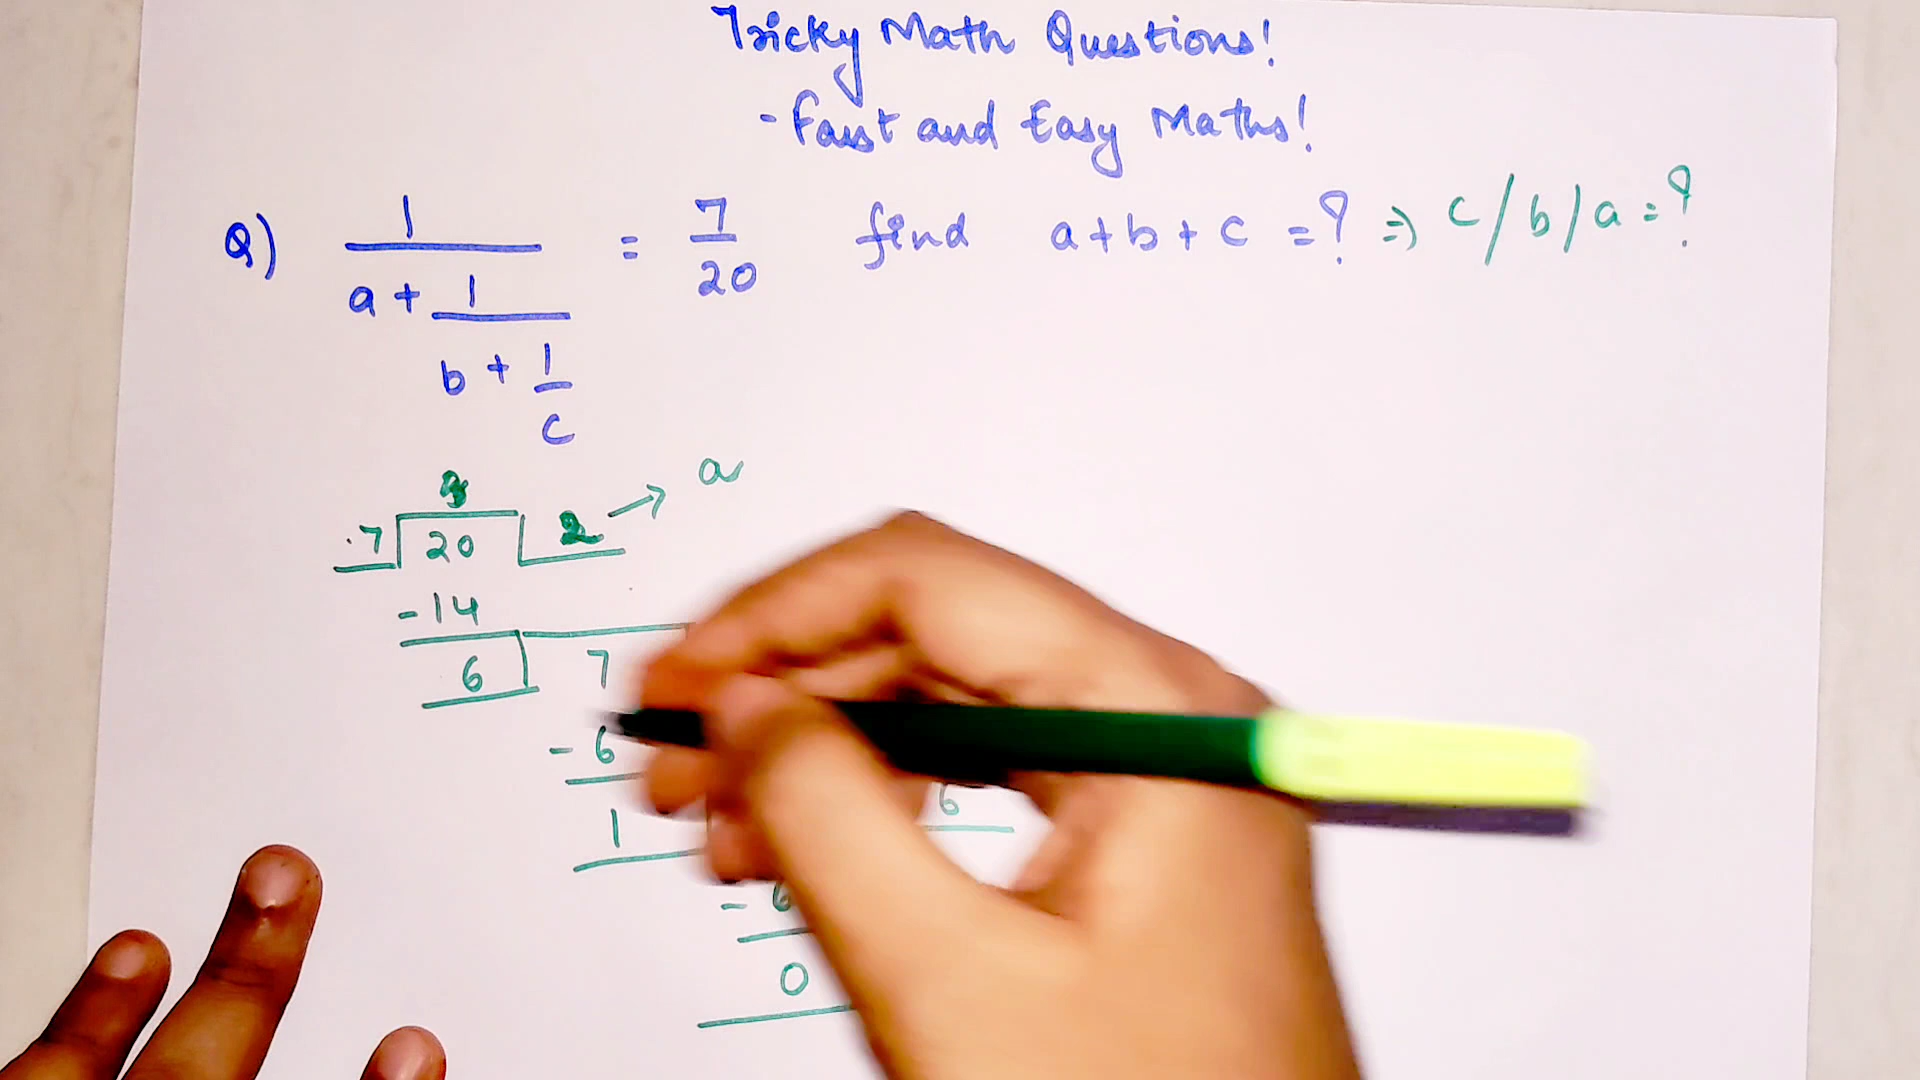 Tricky Math Questions!
- Fast and Easy Maths!
Q) 1 / a + 1 / b + 1 / c = 7 / 20 find a + b + c = ? ⇒ c / b / a = ?
7 20 2 → a
- 14
6 7
- 6
1 6
- 6
0